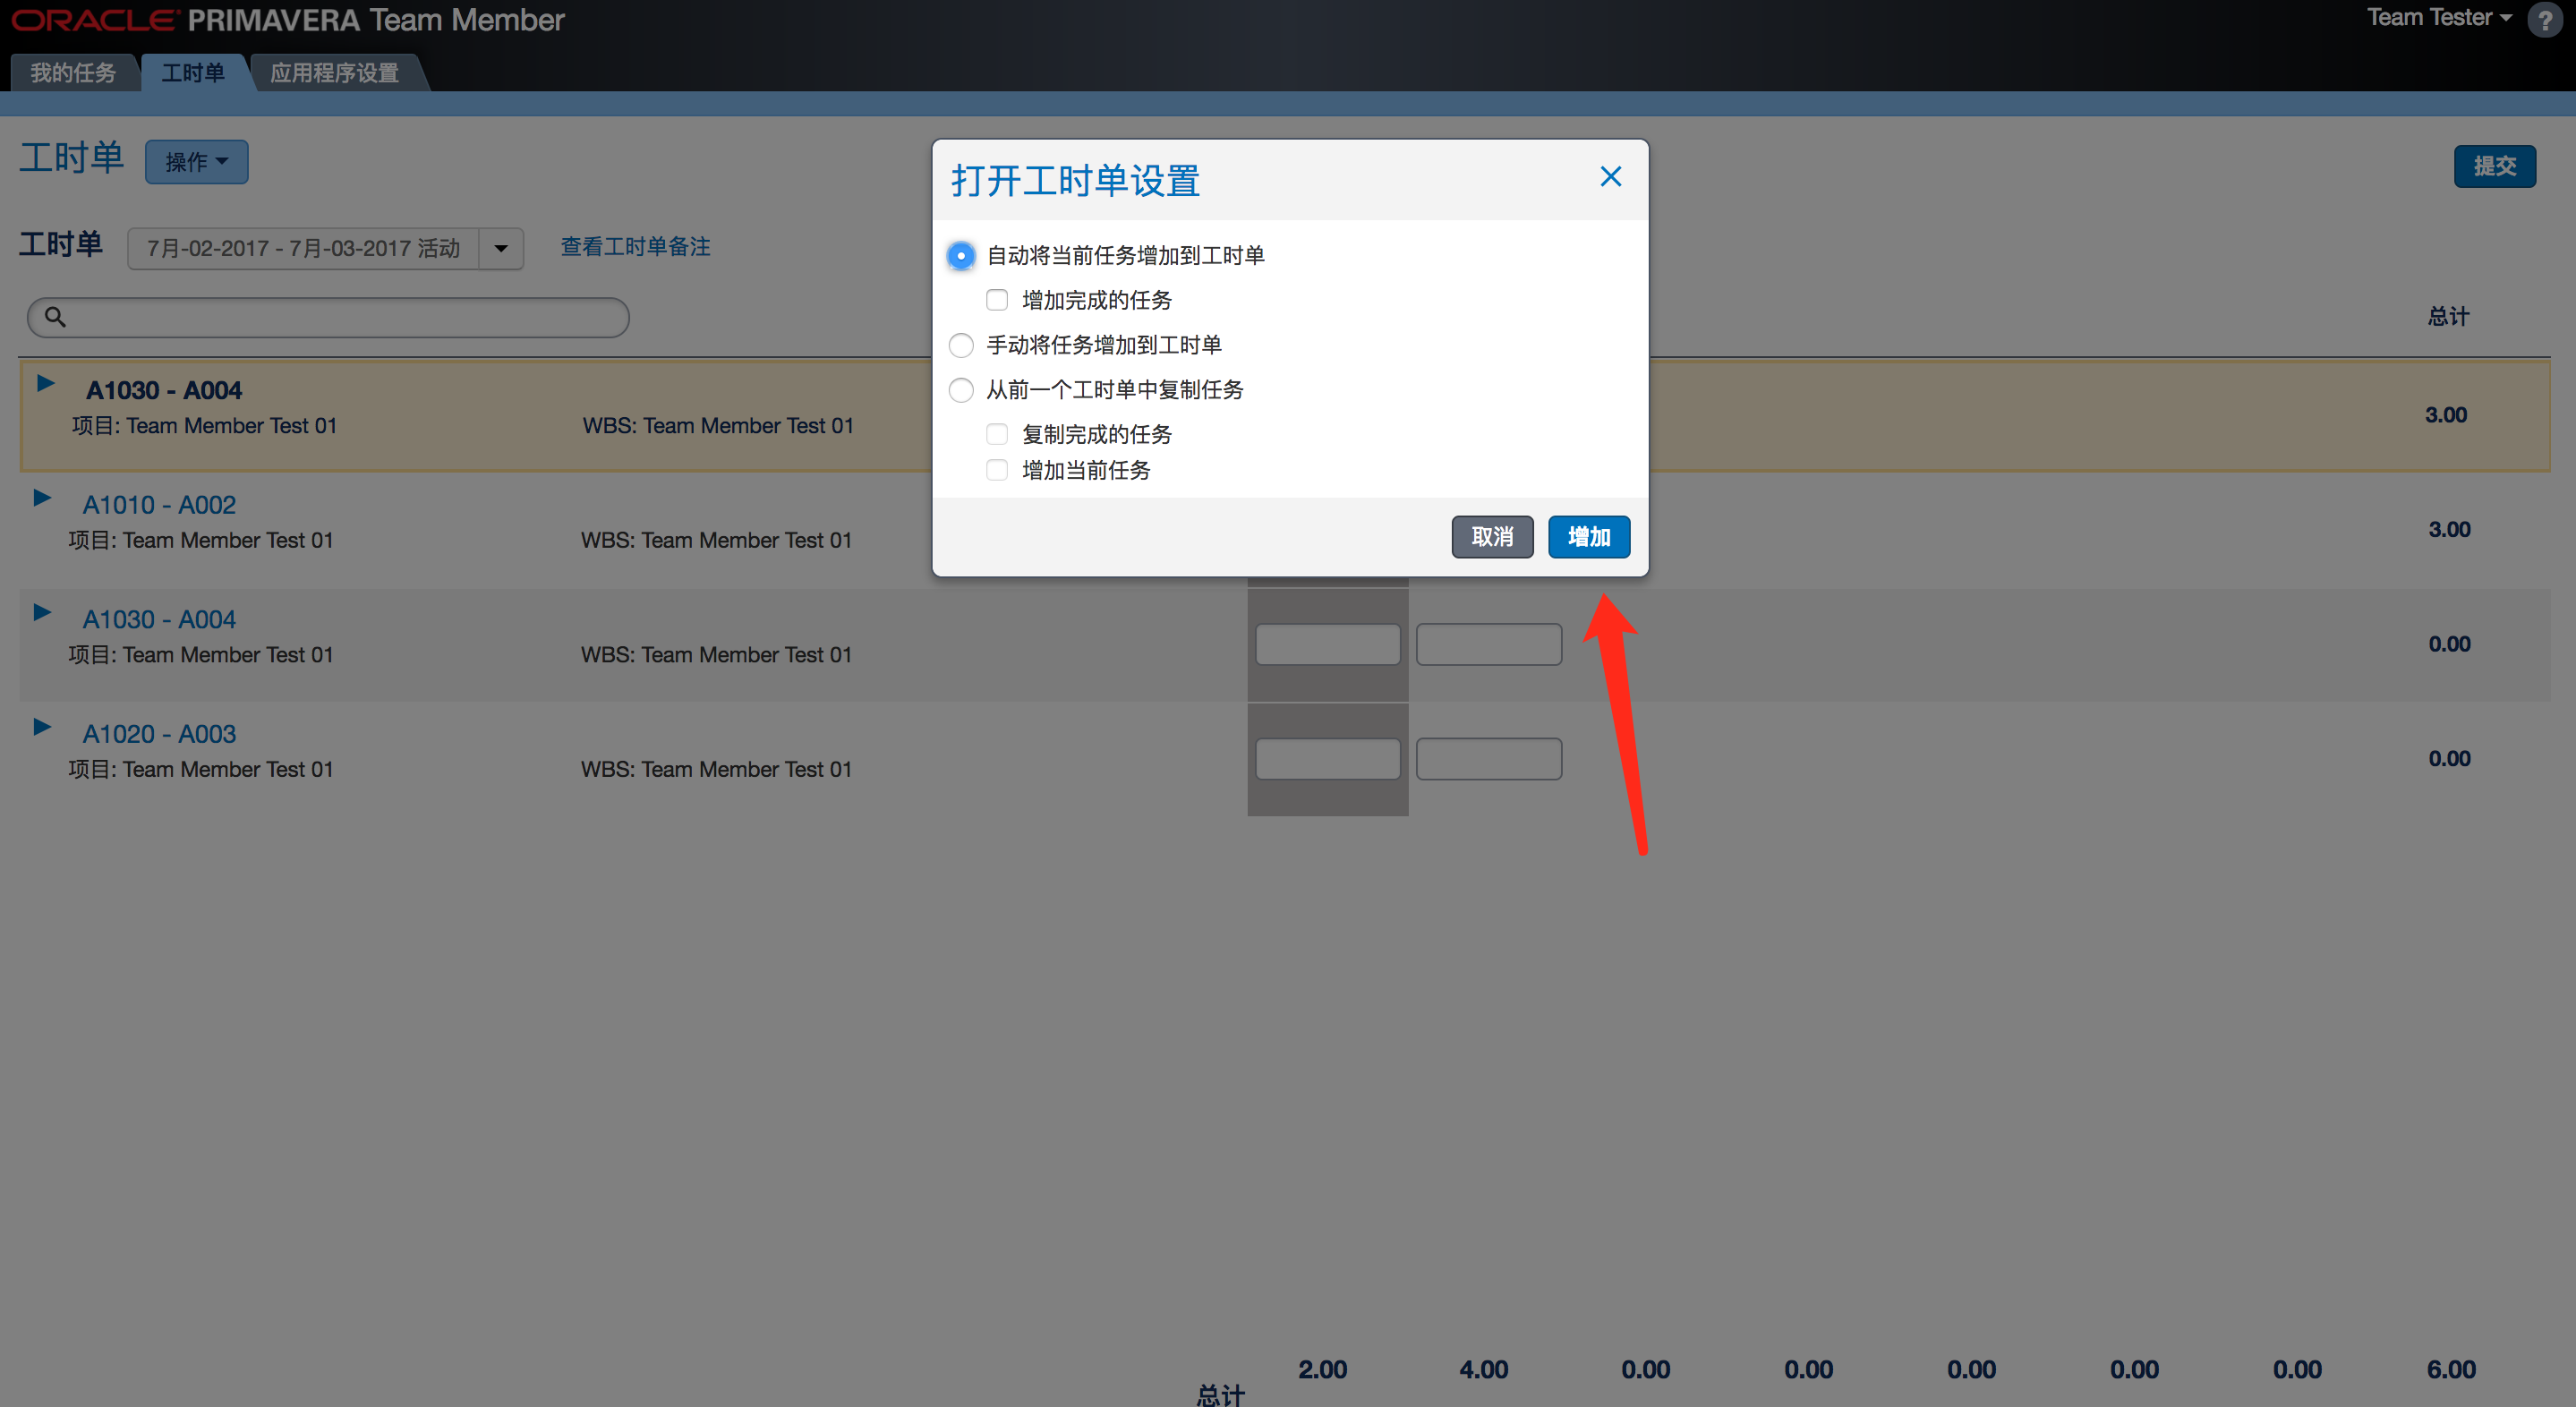 ORACLE PRIMAVERA Team Member
Team Tester
?
我的任务
工时单
应用程序设置
工时单
操作
提交
工时单
7月-02-2017 - 7月-03-2017 活动
查看工时单备注
总计
A1030 - A004
项目: Team Member Test 01
WBS: Team Member Test 01
3.00
A1010 - A002
项目: Team Member Test 01
WBS: Team Member Test 01
3.00
A1030 - A004
项目: Team Member Test 01
WBS: Team Member Test 01
0.00
A1020 - A003
项目: Team Member Test 01
WBS: Team Member Test 01
0.00
打开工时单设置
自动将当前任务增加到工时单
增加完成的任务
手动将任务增加到工时单
从前一个工时单中复制任务
复制完成的任务
增加当前任务
取消
增加
总计
2.00 4.00 0.00 0.00 0.00 0.00 0.00 6.00